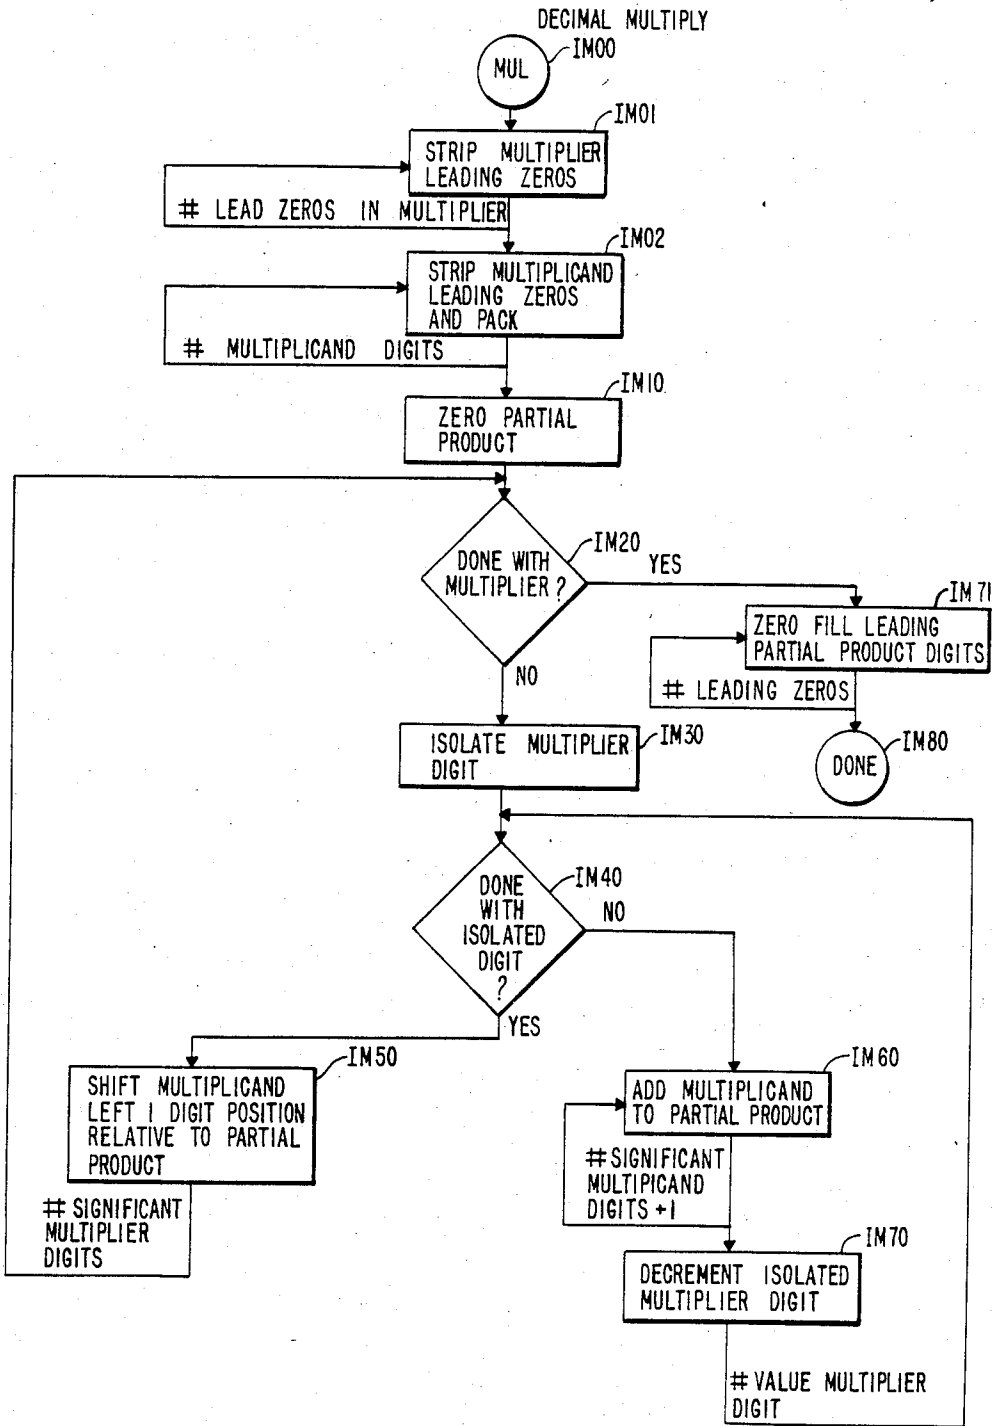 DECIMAL MULTIPLY
IM00
MUL
IM01
STRIP MULTIPLIER
LEADING ZEROS
# LEAD ZEROS IN MULTIPLIER
IM02
STRIP MULTIPLICAND
LEADING ZEROS
AND PACK
# MULTIPLICAND DIGITS
IM10
ZERO PARTIAL
PRODUCT
IM20
DONE WITH
MULTIPLIER ?
YES
IM71
ZERO FILL LEADING
PARTIAL PRODUCT DIGITS
# LEADING ZEROS
NO
IM30
ISOLATE MULTIPLIER
DIGIT
IM80
DONE
IM40
DONE
WITH
ISOLATED
DIGIT
?
NO
YES
IM50
SHIFT MULTIPLICAND
LEFT 1 DIGIT POSITION
RELATIVE TO PARTIAL
PRODUCT
# SIGNIFICANT
MULTIPLIER
DIGITS
IM60
ADD MULTIPLICAND
TO PARTIAL PRODUCT
# SIGNIFICANT
MULTIPICAND
DIGITS +1
IM70
DECREMENT ISOLATED
MULTIPLIER DIGIT
# VALUE MULTIPLIER
DIGIT